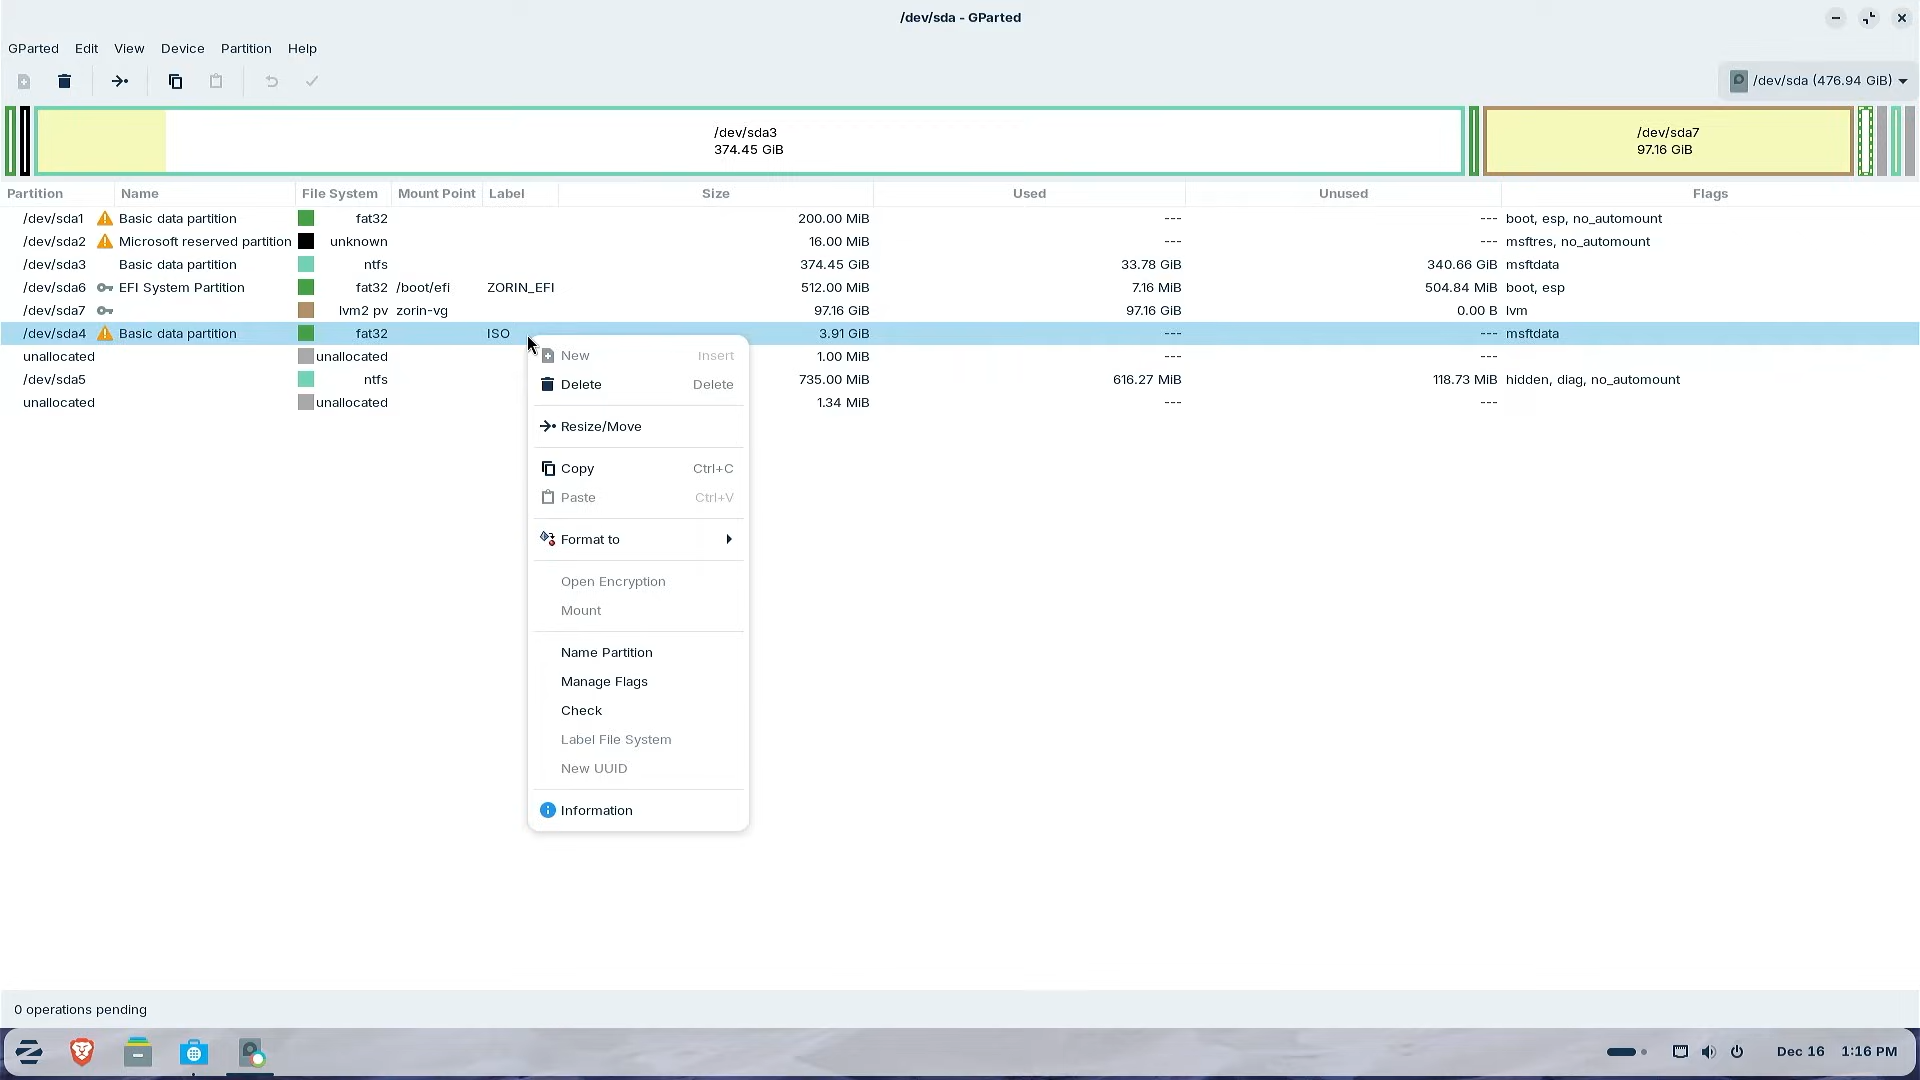 /dev/sda - GParted
GParted Edit View Device Partition Help
/dev/sda (476.94 GiB)
/dev/sda3
374.45 GiB
/dev/sda7
97.16 GiB
Partition Name File System Mount Point Label Size Used Unused Flags
/dev/sda1 Basic data partition fat32 200.00 MiB --- --- boot, esp, no_automount
/dev/sda2 Microsoft reserved partition unknown 16.00 MiB --- --- msftres, no_automount
/dev/sda3 Basic data partition ntfs 374.45 GiB 33.78 GiB 340.66 GiB msftdata
/dev/sda6 EFI System Partition fat32 /boot/efi ZORIN_EFI 512.00 MiB 7.16 MiB 504.84 MiB boot, esp
/dev/sda7 lvm2 pv zorin-vg 97.16 GiB 97.16 GiB 0.00 B lvm
/dev/sda4 Basic data partition fat32 ISO 3.91 GiB --- --- msftdata
unallocated unallocated 1.00 MiB --- ---
/dev/sda5 ntfs 735.00 MiB 616.27 MiB 118.73 MiB hidden, diag, no_automount
unallocated unallocated 1.34 MiB --- ---
New Insert
Delete Delete
Resize/Move
Copy Ctrl+C
Paste Ctrl+V
Format to
Open Encryption
Mount
Name Partition
Manage Flags
Check
Label File System
New UUID
Information
0 operations pending
Dec 16 1:16 PM